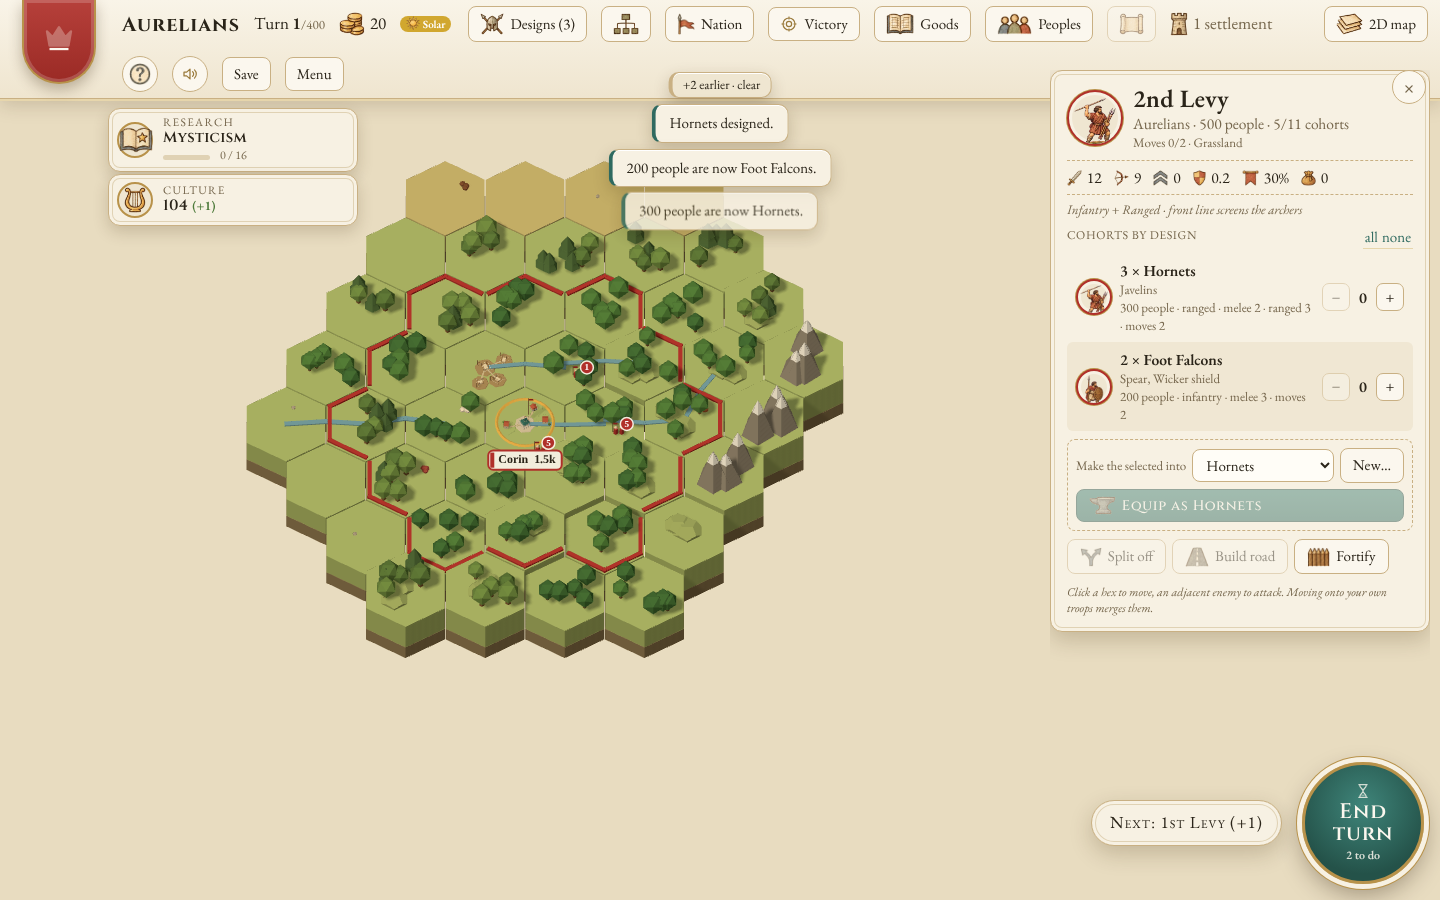 AURELIANS Turn 1/400 20 Solar Designs (3) Nation Victory Goods Peoples 1 settlement 2D map
? Save Menu
+2 earlier · clear
Hornets designed.
200 people are now Foot Falcons.
300 people are now Hornets.
RESEARCH
MYSTICISM
0 / 16
CULTURE
104 (+1)
1
5
5
Corin 1.5k
×
2nd Levy
Aurelians · 500 people · 5/11 cohorts
Moves 0/2 · Grassland
12 9 0 0.2 30% 0
Infantry + Ranged · front line screens the archers
COHORTS BY DESIGN all none
3 × Hornets
Javelins
300 people · ranged · melee 2 · ranged 3
· moves 2
− 0 +
2 × Foot Falcons
Spear, Wicker shield
200 people · infantry · melee 3 · moves
2
− 0 +
Make the selected into Hornets New...
EQUIP AS HORNETS
Split off Build road Fortify
Click a hex to move, an adjacent enemy to attack. Moving onto your own
troops merges them.
NEXT: 1ST LEVY (+1)
END
TURN
2 to do